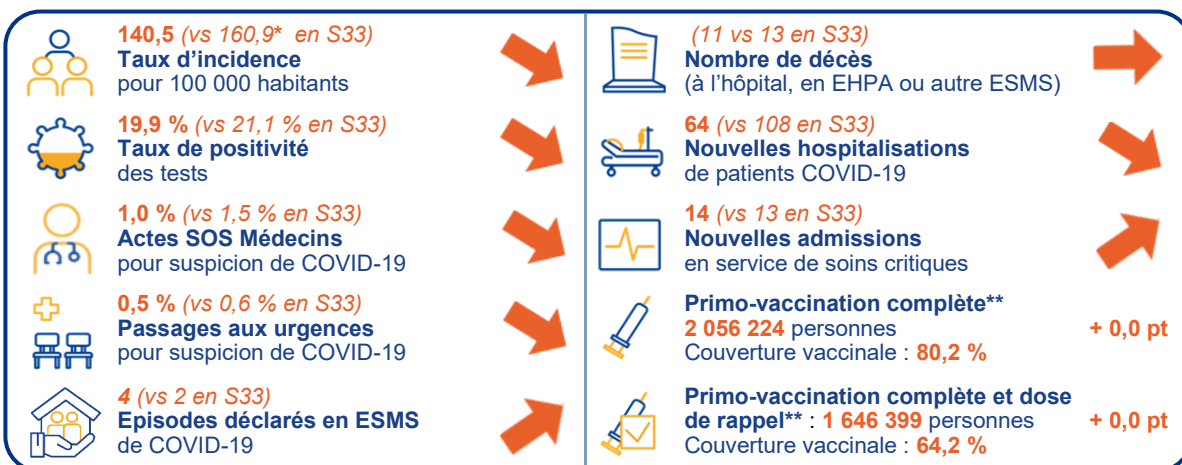 140,5 (vs 160,9* en S33)
Taux d’incidence
pour 100 000 habitants
19,9 % (vs 21,1 % en S33)
Taux de positivité
des tests
1,0 % (vs 1,5 % en S33)
Actes SOS Médecins
pour suspicion de COVID-19
0,5 % (vs 0,6 % en S33)
Passages aux urgences
pour suspicion de COVID-19
4 (vs 2 en S33)
Episodes déclarés en ESMS
de COVID-19
(11 vs 13 en S33)
Nombre de décès
(à l’hôpital, en EHPA ou autre ESMS)
64 (vs 108 en S33)
Nouvelles hospitalisations
de patients COVID-19
14 (vs 13 en S33)
Nouvelles admissions
en service de soins critiques
Primo-vaccination complète**
2 056 224 personnes + 0,0 pt
Couverture vaccinale : 80,2 %
Primo-vaccination complète et dose
de rappel** : 1 646 399 personnes + 0,0 pt
Couverture vaccinale : 64,2 %